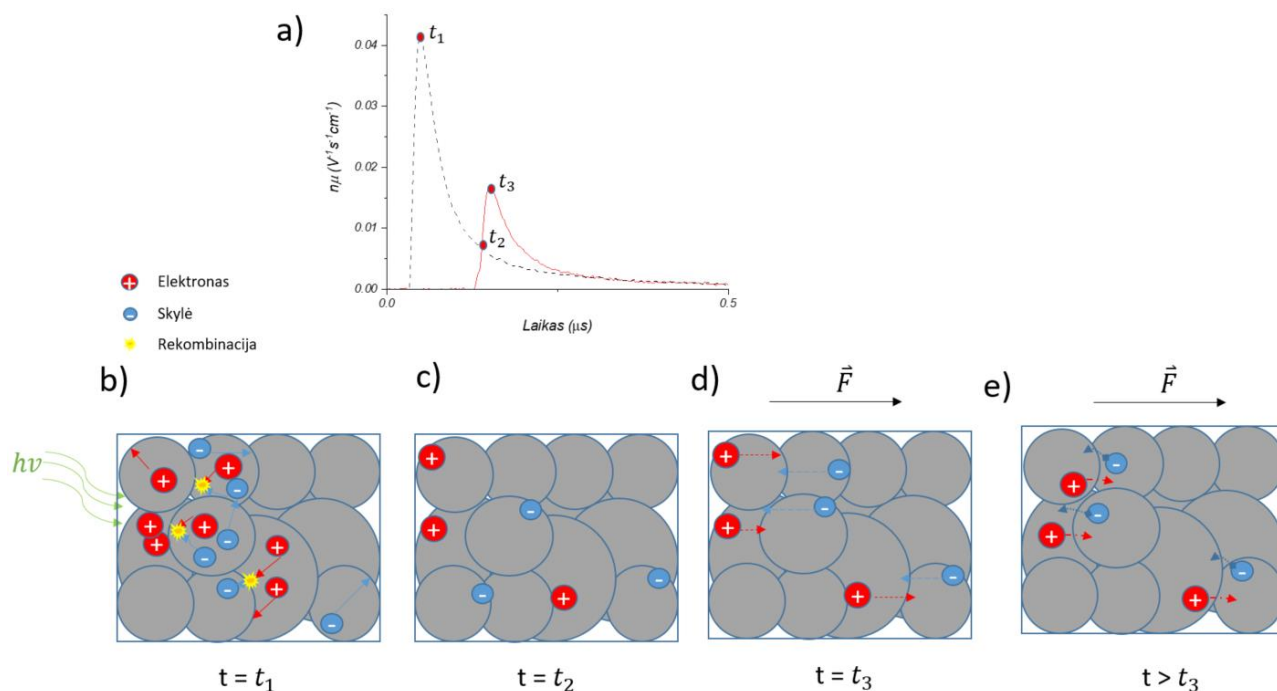 a)
t₁
0.04
0.03
0.02
0.01
0.00
nμ (V⁻¹s⁻¹cm⁻¹)
t₃
t₂
0.0
0.5
Laikas (μs)
+ Elektronas
- Skylė
Rekombinacija
b)
c)
d)
F⃗
e)
F⃗
hν
t = t₁
t = t₂
t = t₃
t > t₃